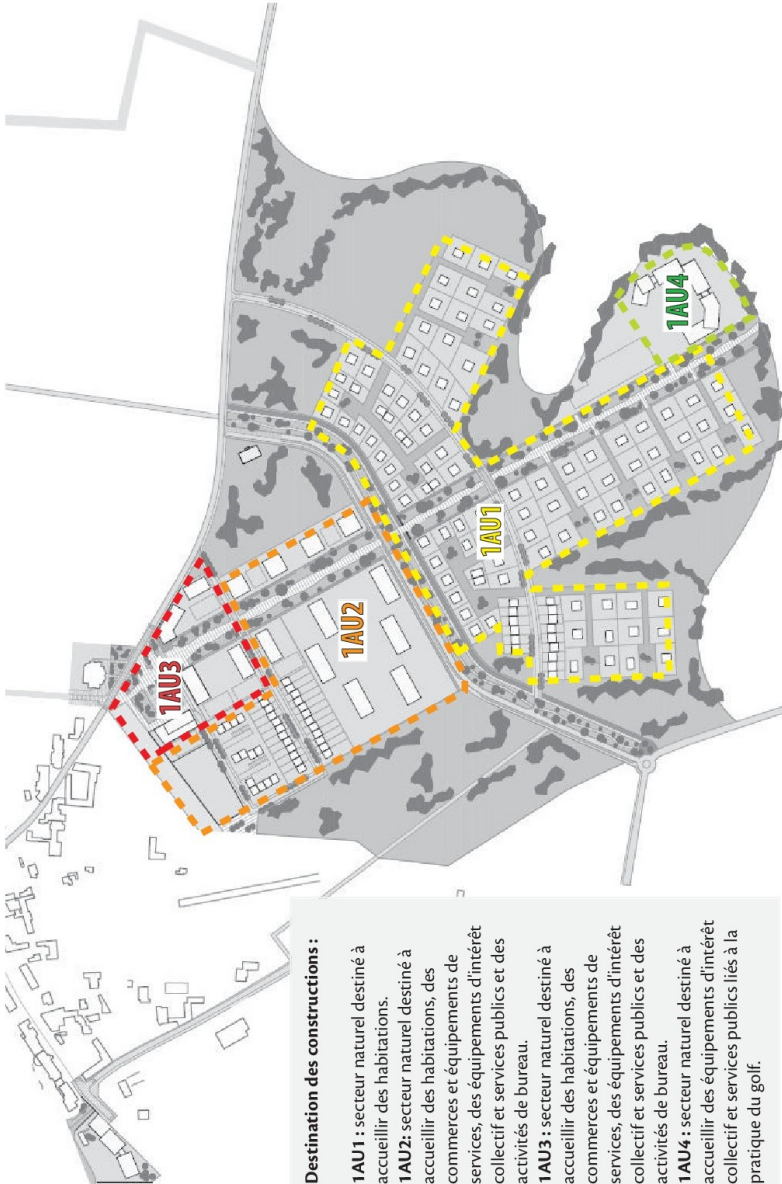 1AU3
1AU2
1AU1
1AU4
Destination des constructions :
1AU1 : secteur naturel destiné à
accueillir des habitations.
1AU2: secteur naturel destiné à
accueillir des habitations, des
commerces et équipements de
services, des équipements d'intérêt
collectif et services publics et des
activités de bureau.
1AU3 : secteur naturel destiné à
accueillir des habitations, des
commerces et équipements de
services, des équipements d'intérêt
collectif et services publics et des
activités de bureau.
1AU4 : secteur naturel destiné à
accueillir des équipements d'intérêt
collectif et services publics liés à la
pratique du golf.